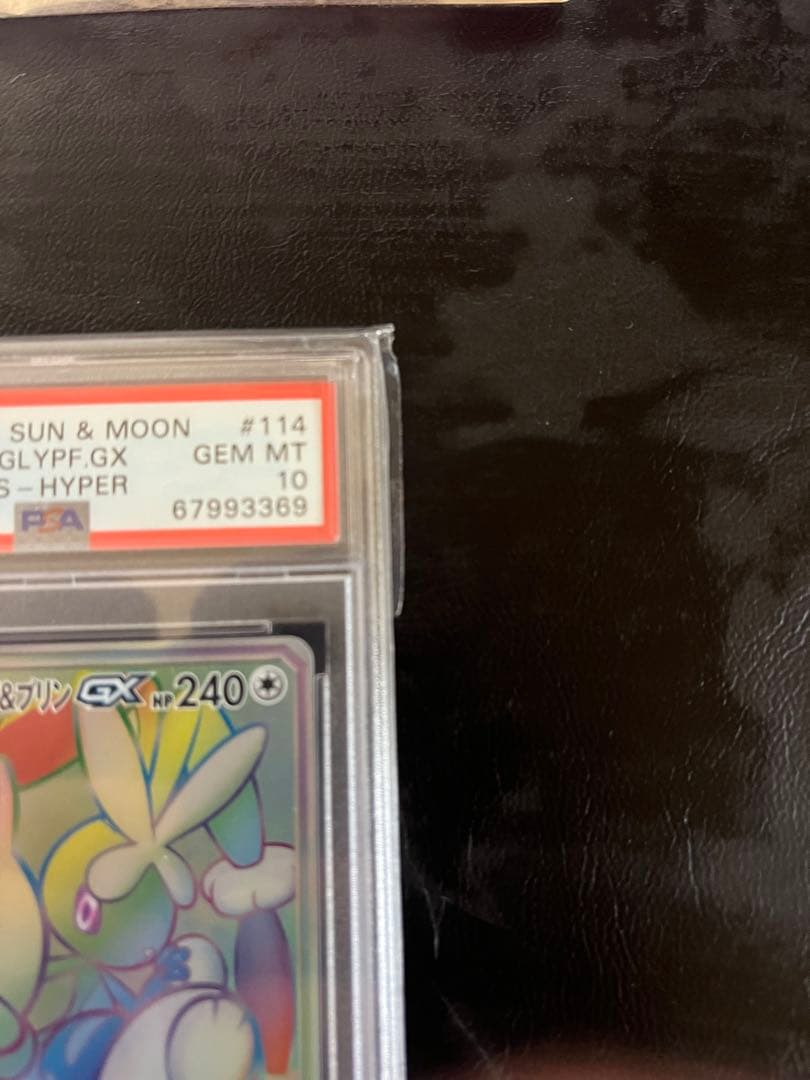 SUN & MOON #114
GLYPF.GX GEM MT
S-HYPER 10
PSA 67993369
&プリン GX HP 240